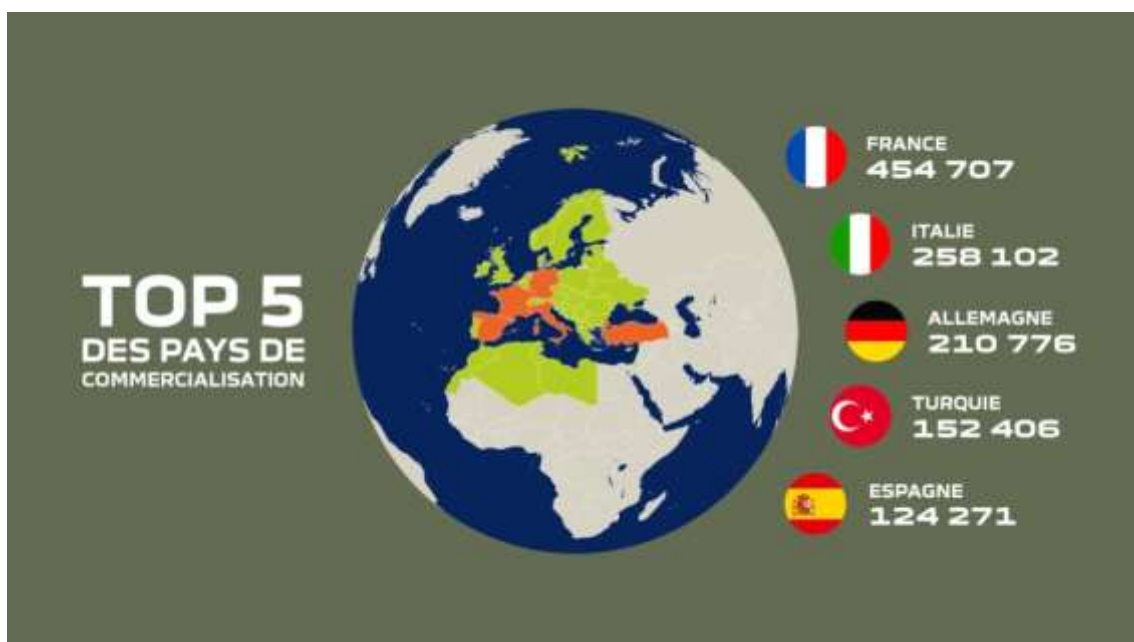 TOP 5
DES PAYS DE
COMMERCIALISATION
FRANCE
454 707
ITALIE
258 102
ALLEMAGNE
210 776
TURQUIE
152 406
ESPAGNE
124 271